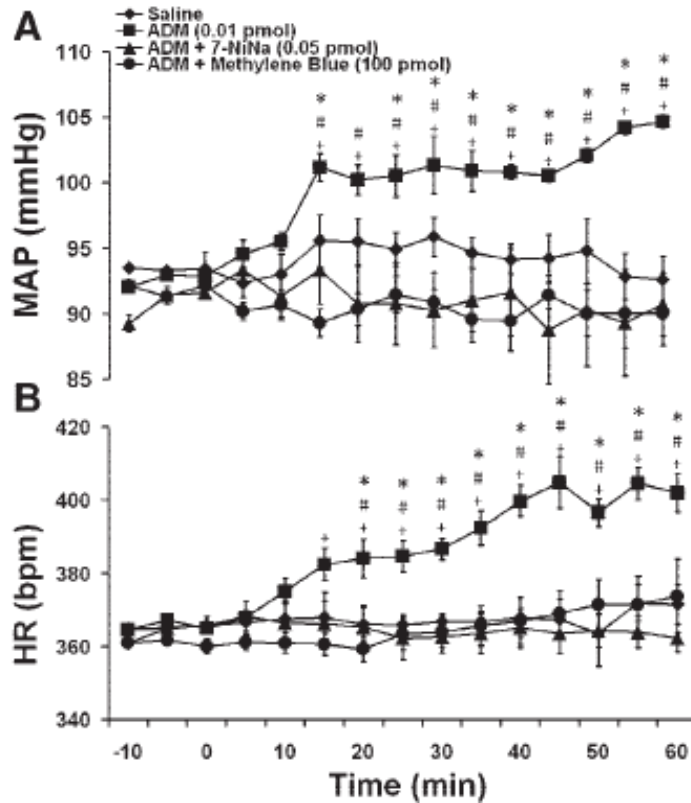 A
Saline
ADM (0.01 pmol)
ADM + 7-NiNa (0.05 pmol)
ADM + Methylene Blue (100 pmol)
110
105
100
95
90
85
MAP (mmHg)
* * * * * * * * * *
# # # # # # # # # # #
+ + + + + + + + + +
B
420
400
380
360
340
HR (bpm)
* * * * * * * * *
# # # # # # # # #
+ + + + + + + + + +
-10 0 10 20 30 40 50 60
Time (min)